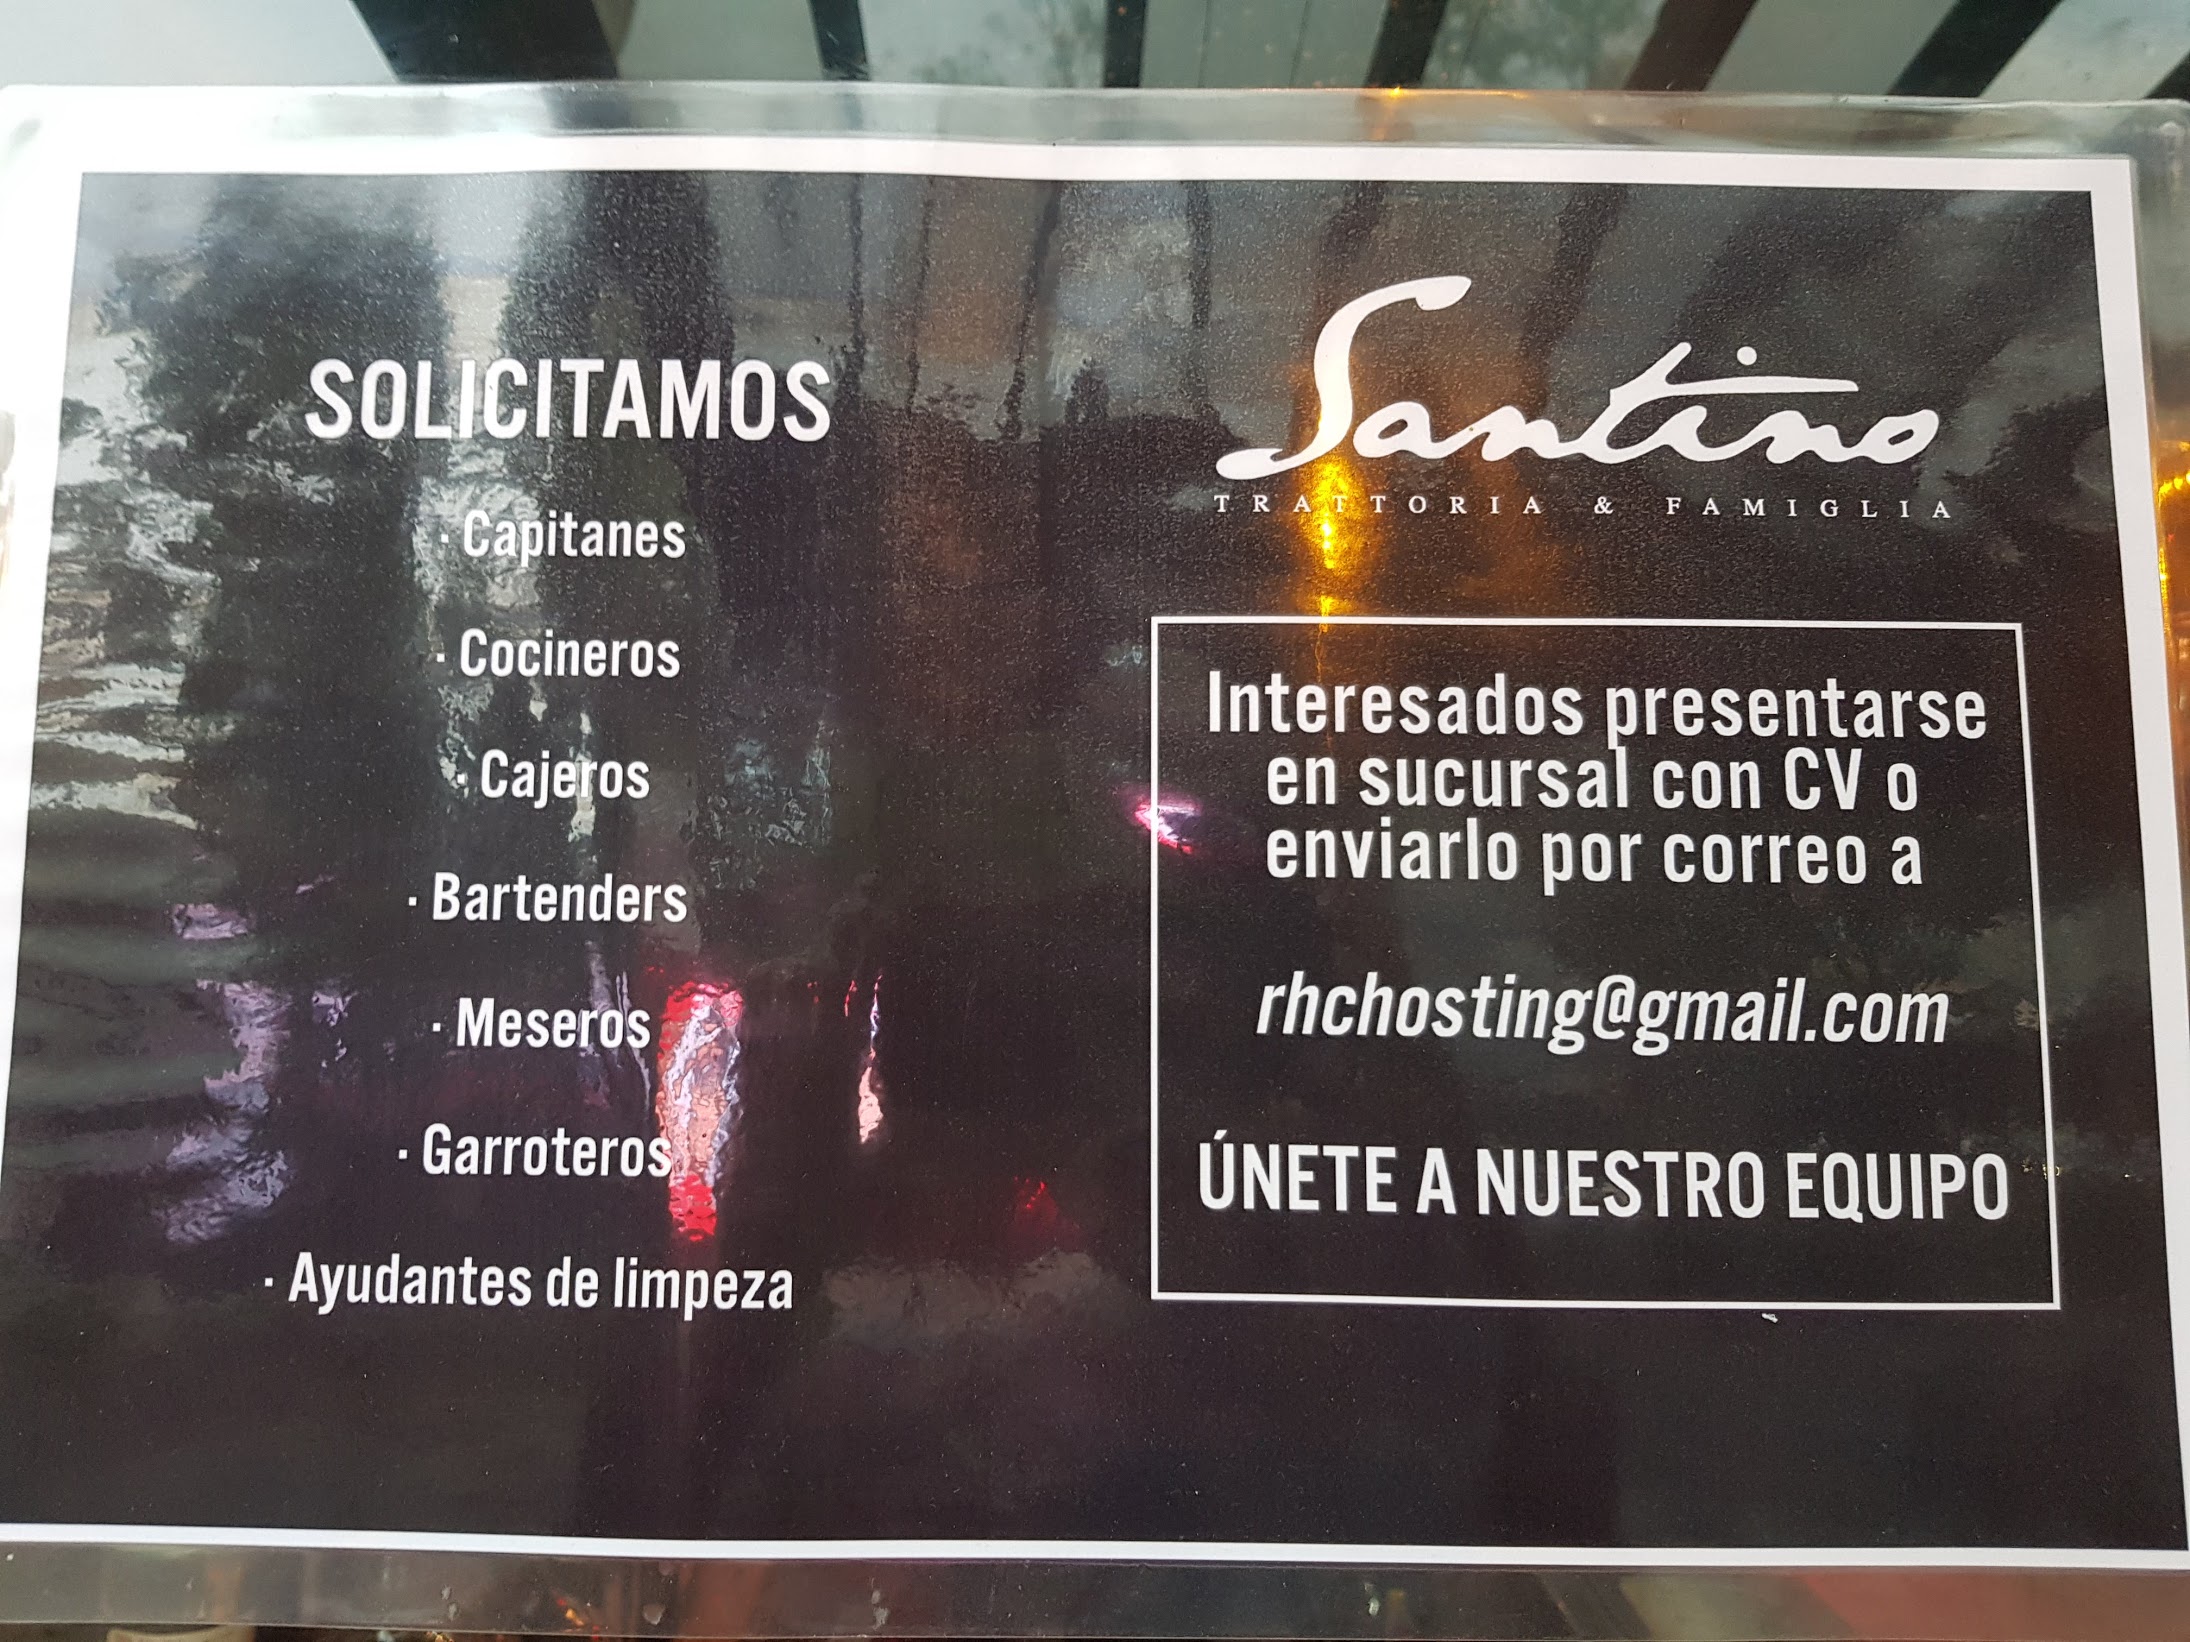 SOLICITAMOS
· Capitanes
· Cocineros
· Cajeros
· Bartenders
· Meseros
· Garroteros
· Ayudantes de limpeza
Santino
TRATTORIA & FAMIGLIA
Interesados presentarse
en sucursal con CV o
enviarlo por correo a
rhchosting@gmail.com
ÚNETE A NUESTRO EQUIPO